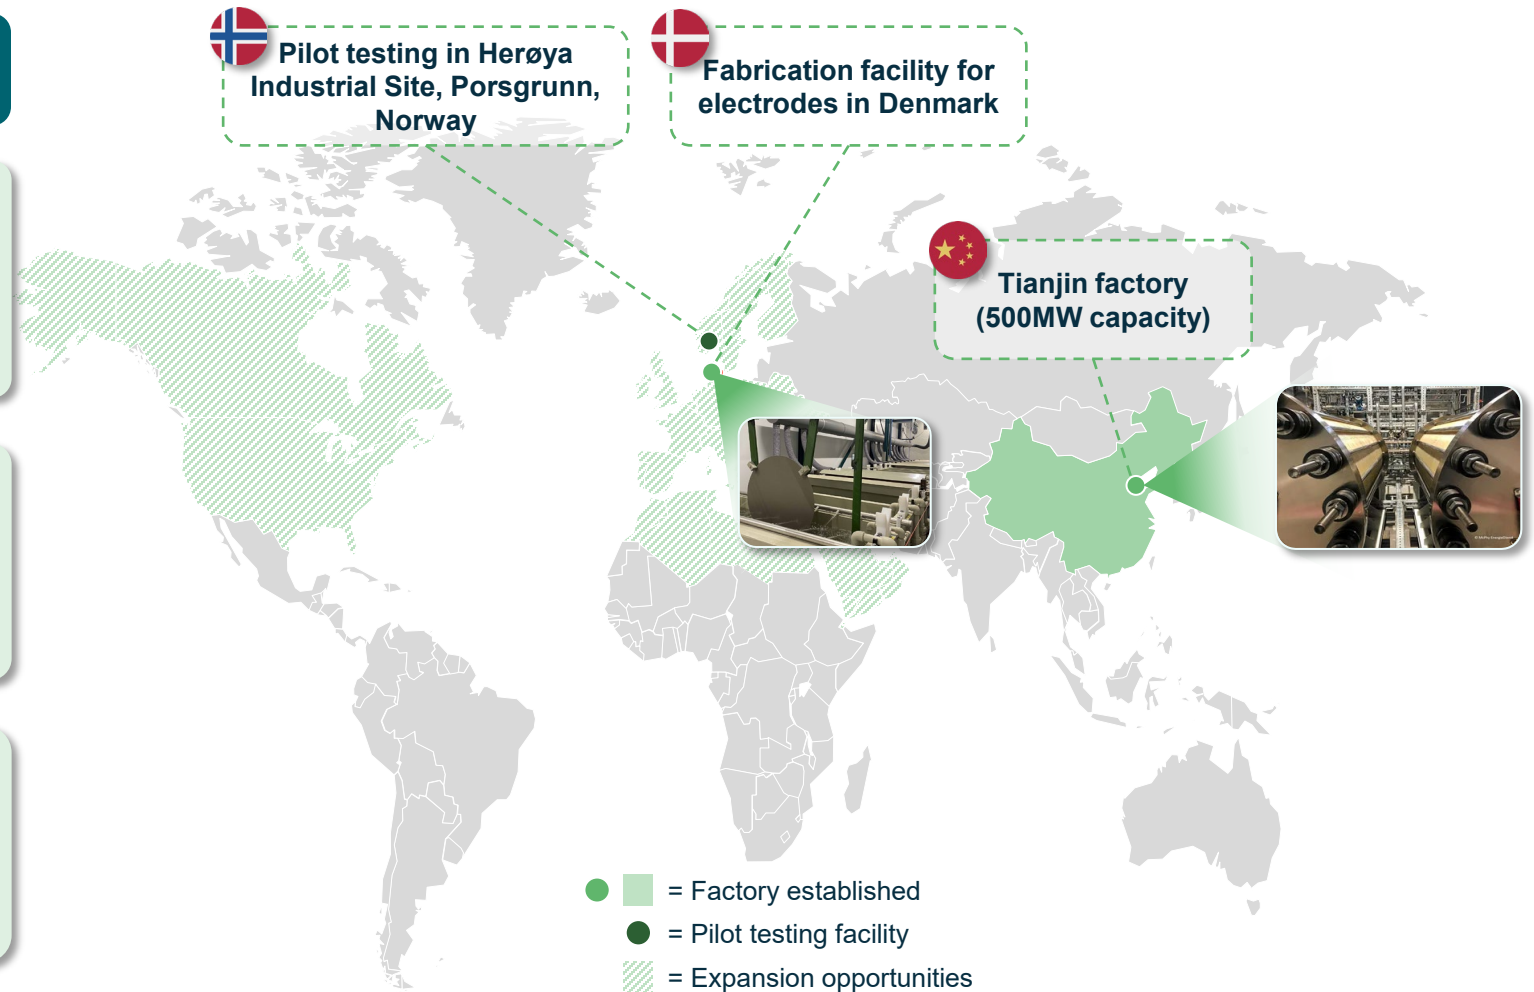 Pilot testing in Herøya
Industrial Site, Porsgrunn,
Norway
Fabrication facility for
electrodes in Denmark
Tianjin factory
(500MW capacity)
= Factory established
= Pilot testing facility
= Expansion opportunities